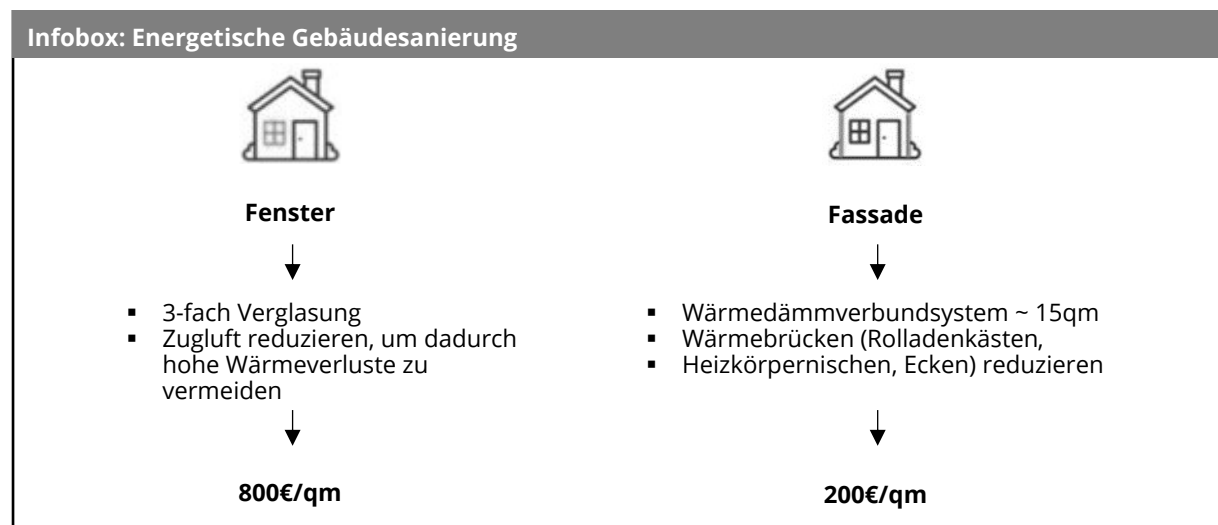 Infobox: Energetische Gebäudesanierung
Fenster
▪ 3-fach Verglasung
▪ Zugluft reduzieren, um dadurch
hohe Wärmeverluste zu
vermeiden
800€/qm
Fassade
▪ Wärmedämmverbundsystem ~ 15qm
▪ Wärmebrücken (Rolladenkästen,
▪ Heizkörpernischen, Ecken) reduzieren
200€/qm